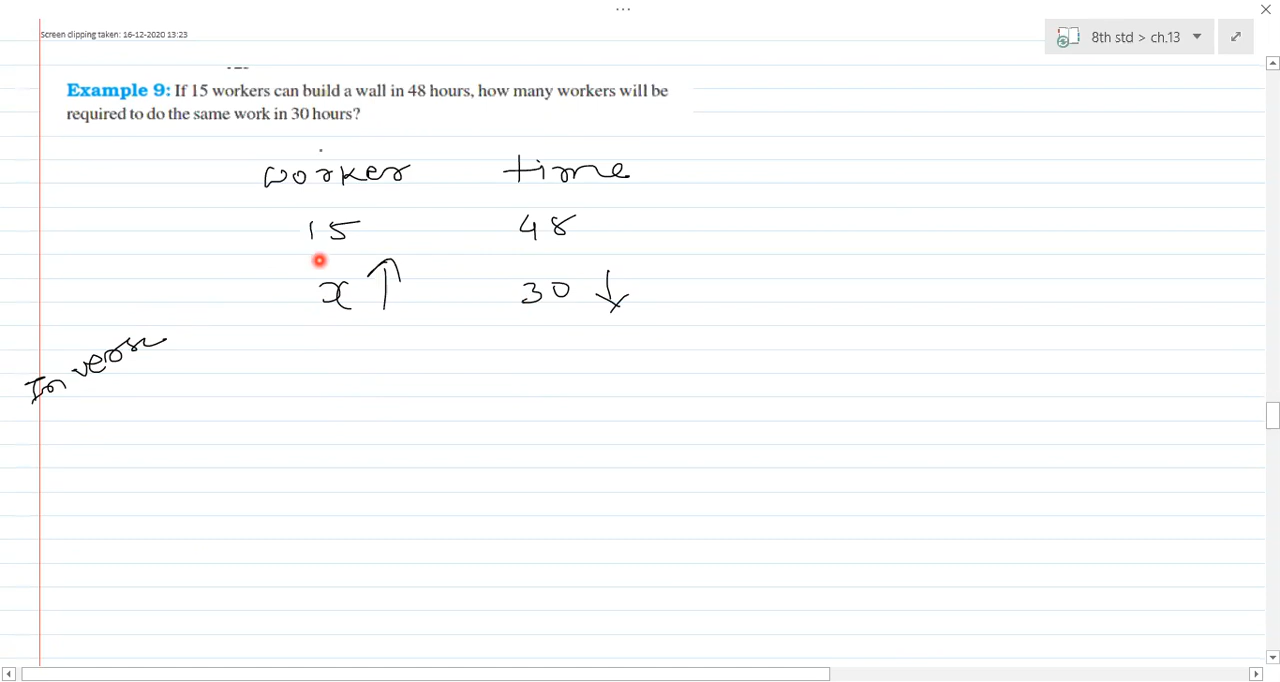 Screen clipping taken: 16-12-2020 13:23
8th std > ch.13
Example 9: If 15 workers can build a wall in 48 hours, how many workers will be
required to do the same work in 30 hours?
worker time
15 48
x ↑ 30 ↓
Inverse